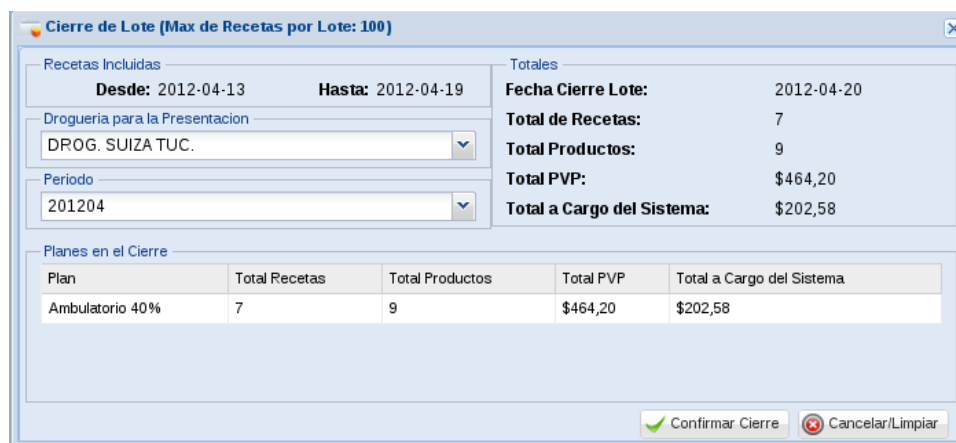 Cierre de Lote (Max de Recetas por Lote: 100)
Recetas Incluidas
Desde: 2012-04-13 Hasta: 2012-04-19
Drogueria para la Presentacion
DROG. SUIZA TUC.
Periodo
201204
Totales
Fecha Cierre Lote: 2012-04-20
Total de Recetas: 7
Total Productos: 9
Total PVP: $464,20
Total a Cargo del Sistema: $202,58
Planes en el Cierre
Plan Total Recetas Total Productos Total PVP Total a Cargo del Sistema
Ambulatorio 40% 7 9 $464,20 $202,58
Confirmar Cierre Cancelar/Limpiar